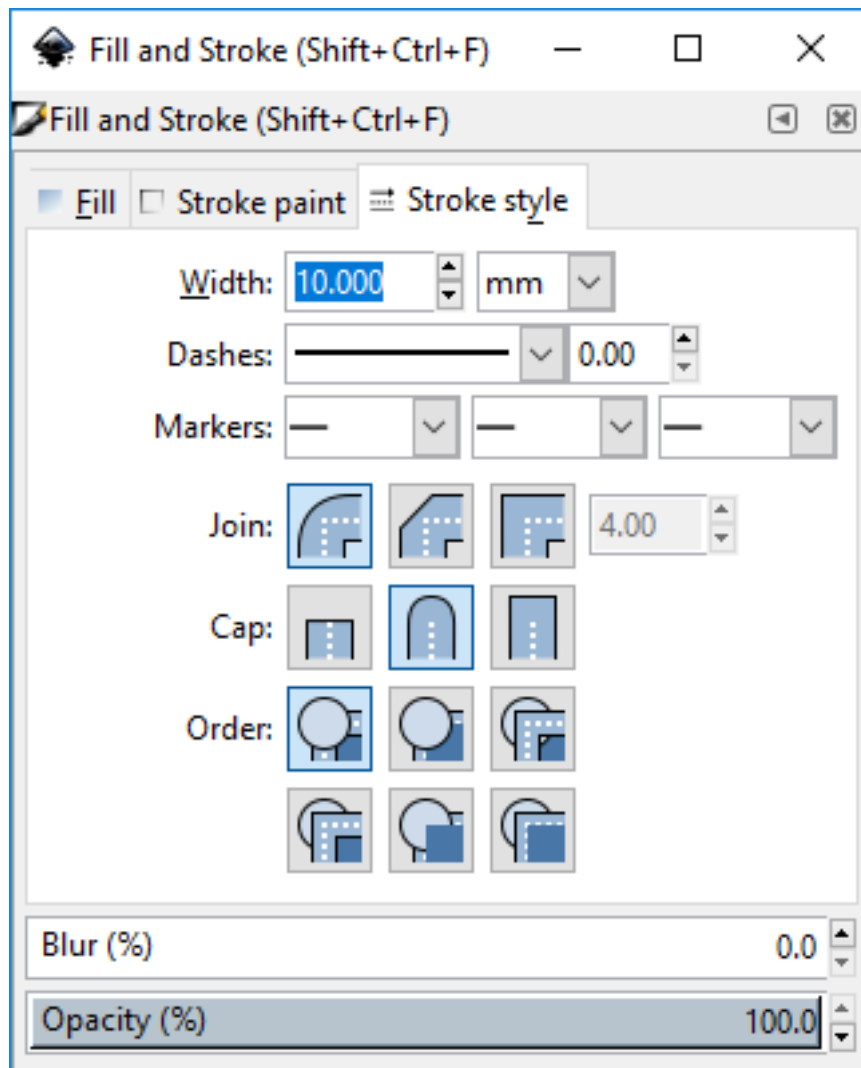 Fill and Stroke (Shift+Ctrl+F)
Fill and Stroke (Shift+Ctrl+F)
Fill Stroke paint Stroke style
Width: 10.000 mm
Dashes: 0.00
Markers:
Join: 4.00
Cap:
Order:
Blur (%) 0.0
Opacity (%) 100.0